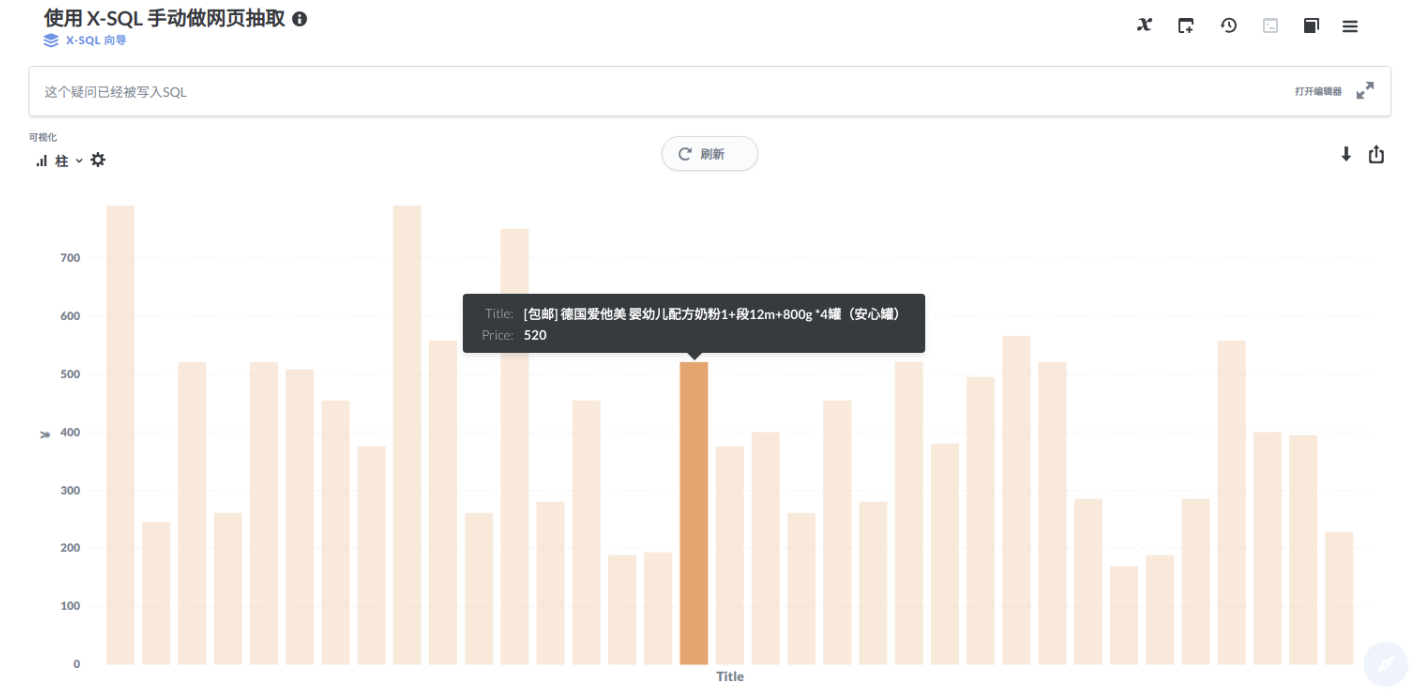 使用 X-SQL 手动做网页抽取
X-SQL 向导
这个疑问已经被写入SQL
打开编辑器
可视化
柱
刷新
700
600
500
400
300
200
100
0
Title: [包邮] 德国爱他美 婴幼儿配方奶粉1+段12m+800g *4罐（安心罐）
Price: 520
Title